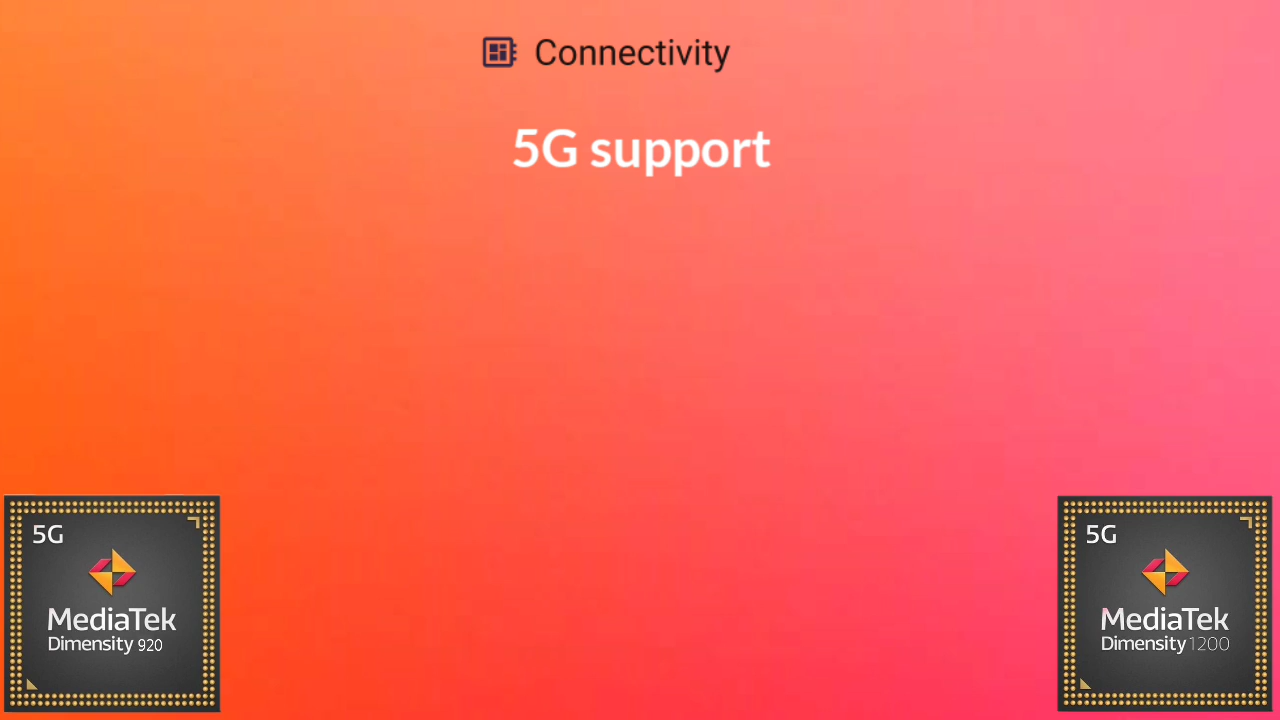 Connectivity
5G support
5G
MediaTek
Dimensity 920
5G
MediaTek
Dimensity 1200